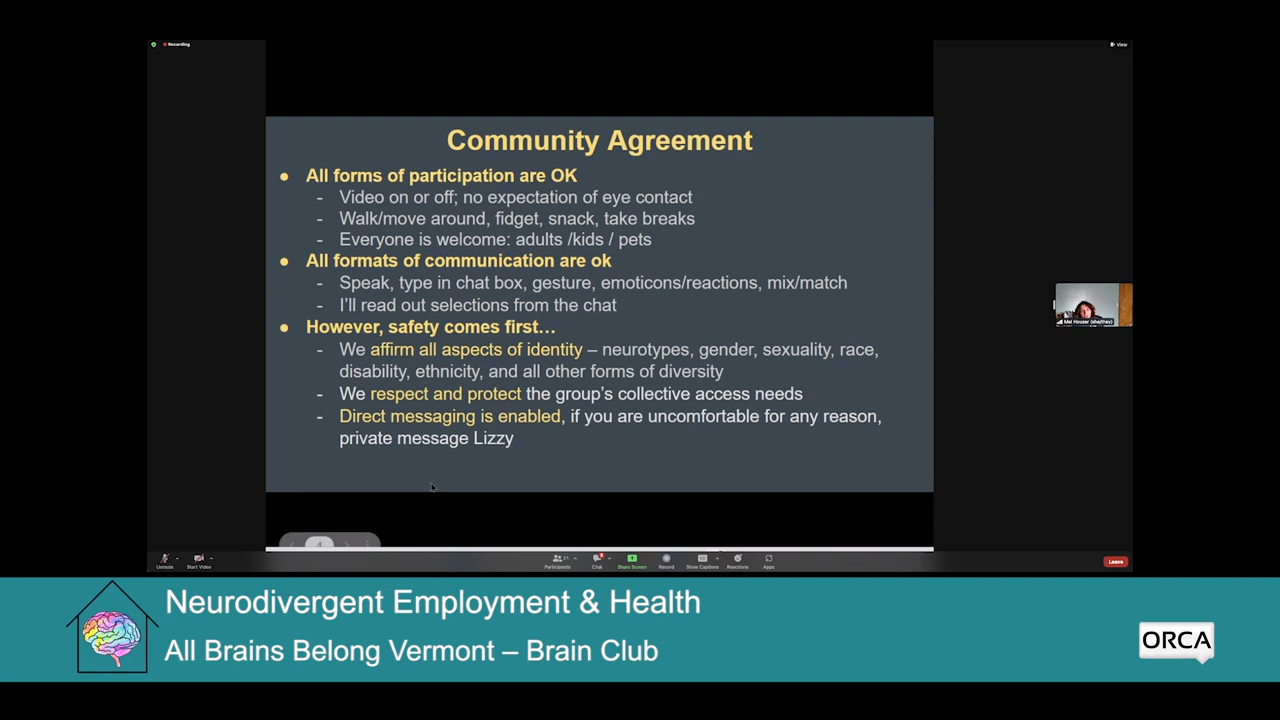 Recording
View
Community Agreement
● All forms of participation are OK
- Video on or off; no expectation of eye contact
- Walk/move around, fidget, snack, take breaks
- Everyone is welcome: adults /kids / pets
● All formats of communication are ok
- Speak, type in chat box, gesture, emoticons/reactions, mix/match
- I'll read out selections from the chat
● However, safety comes first…
- We affirm all aspects of identity – neurotypes, gender, sexuality, race,
disability, ethnicity, and all other forms of diversity
- We respect and protect the group's collective access needs
- Direct messaging is enabled, if you are uncomfortable for any reason,
private message Lizzy
Mel Houser (she/they)
4
Unmute Start Video Participants 21 Chat Share Screen Record Show Captions Reactions Apps Leave
Neurodivergent Employment & Health
All Brains Belong Vermont – Brain Club
ORCA